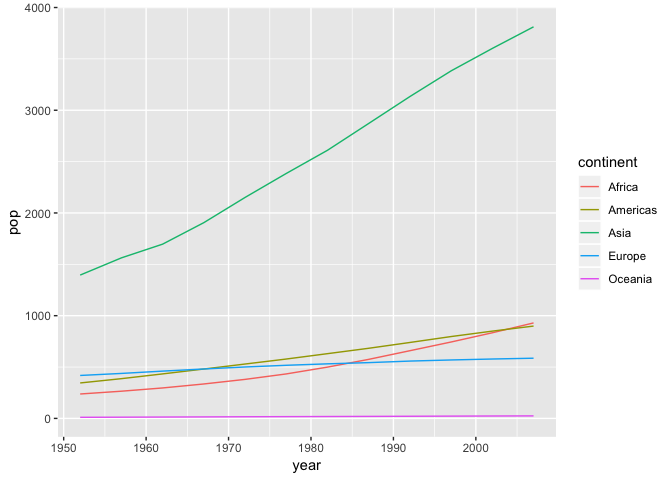 4000
3000
2000
1000
0
pop
1950
1960
1970
1980
1990
2000
year
continent
Africa
Americas
Asia
Europe
Oceania